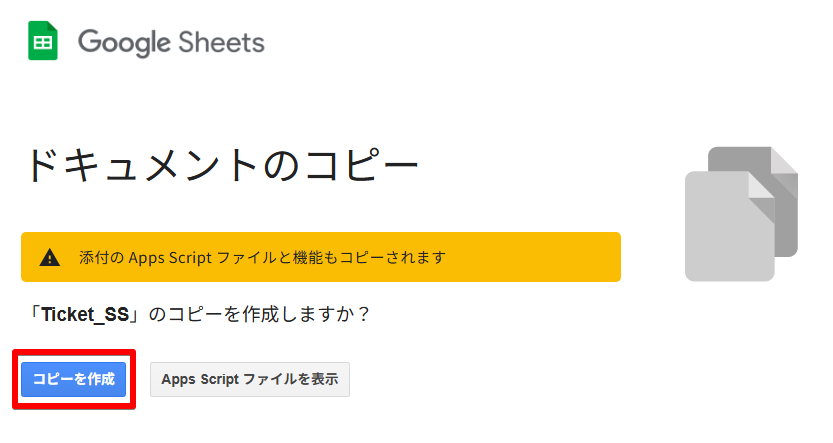 Google Sheets
ドキュメントのコピー
添付の Apps Script ファイルと機能もコピーされます
「Ticket_SS」のコピーを作成しますか？
コピーを作成
Apps Script ファイルを表示